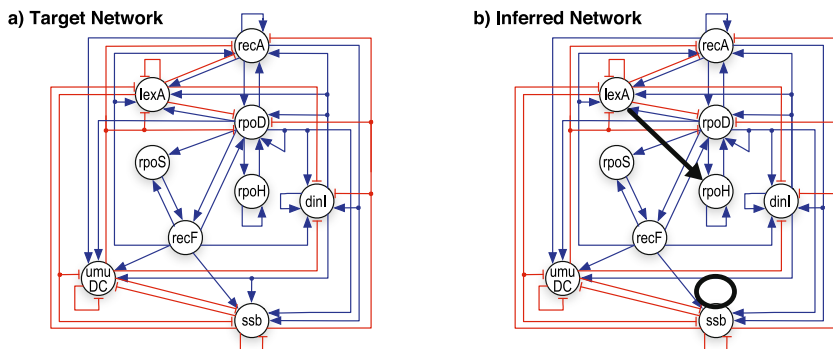 a) Target Network
recA
lexA
rpoD
rpoS
rpoH
dinI
recF
umu
DC
ssb
b) Inferred Network
recA
lexA
rpoD
rpoS
rpoH
dinI
recF
umu
DC
ssb